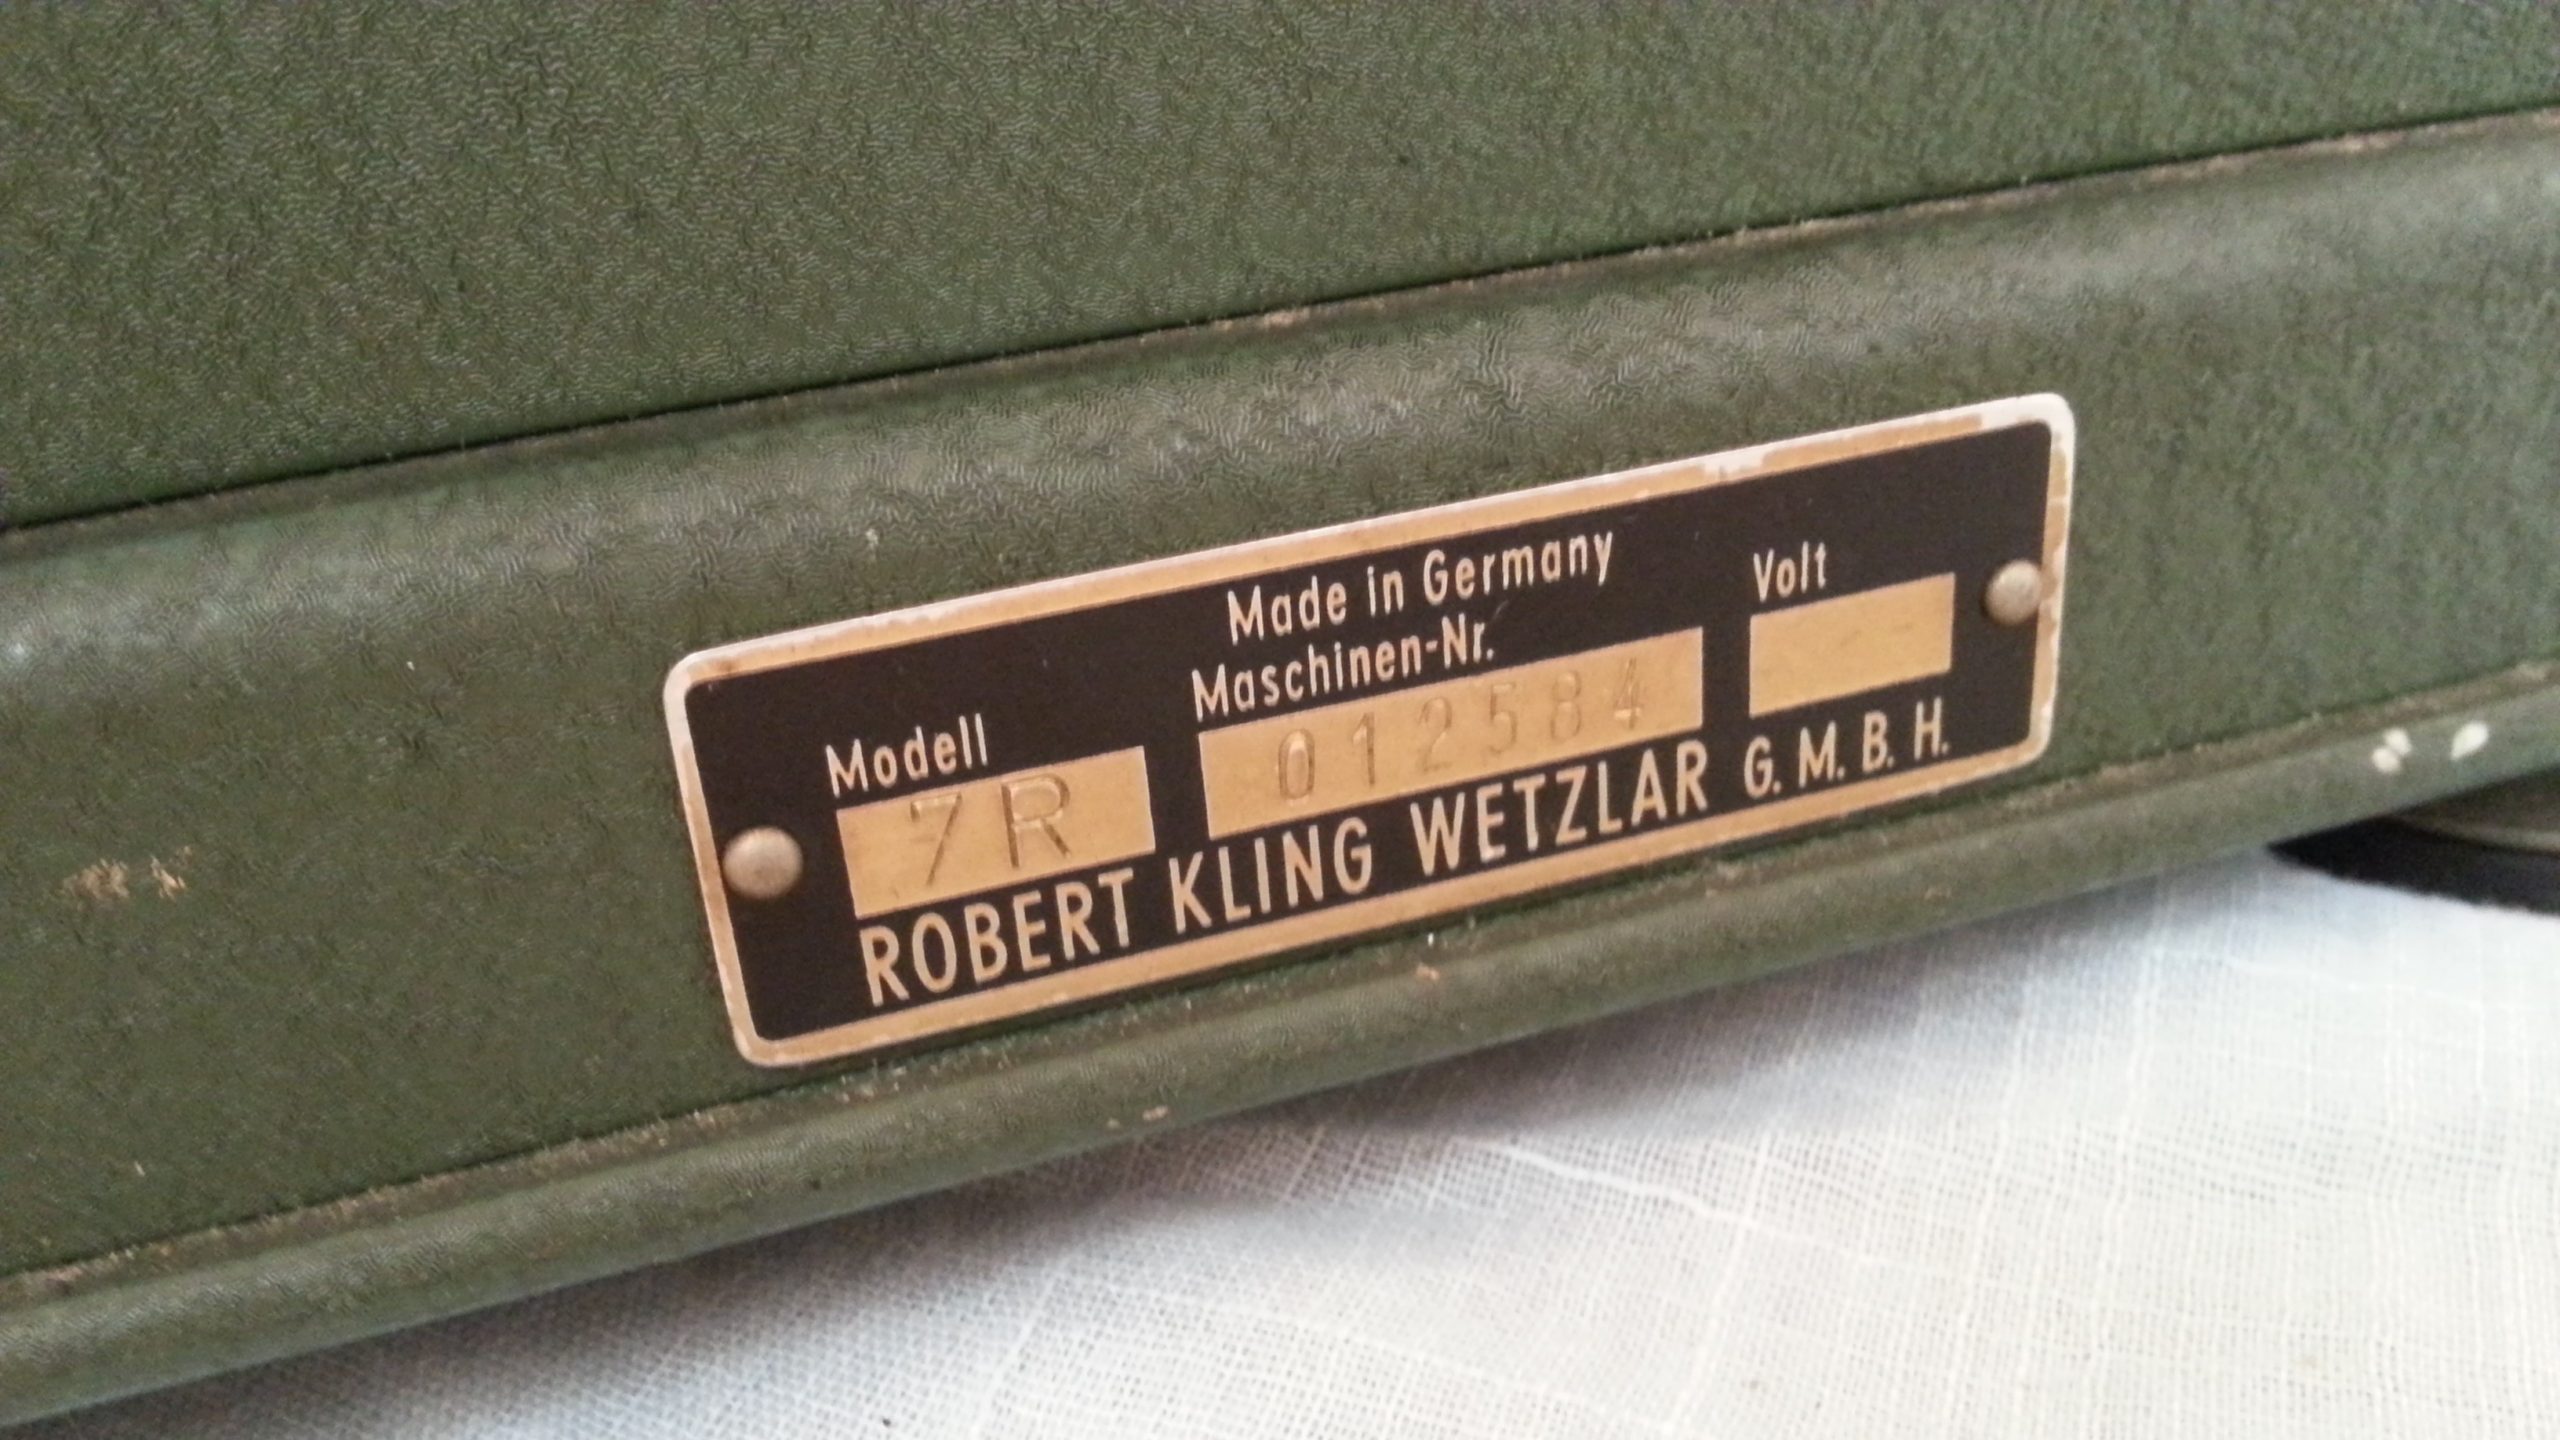 Made in Germany
Modell Maschinen-Nr. Volt
7R 012584 --
ROBERT KLING WETZLAR G.M.B.H.